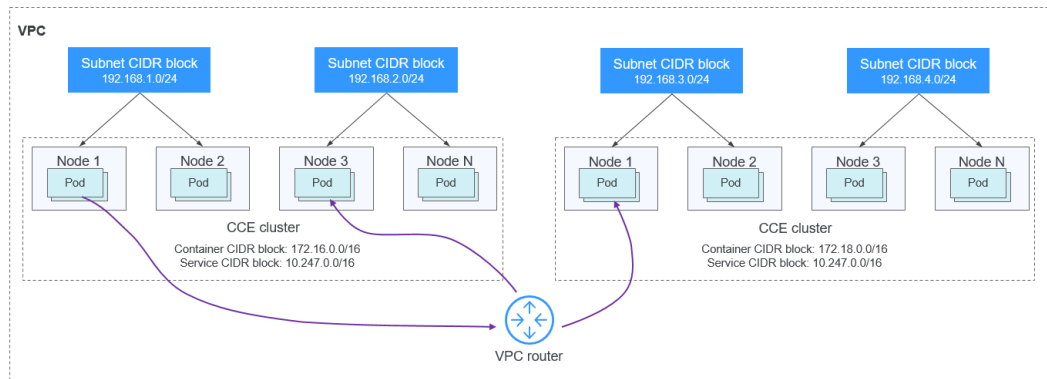 VPC
Subnet CIDR block
192.168.1.0/24
Subnet CIDR block
192.168.2.0/24
Subnet CIDR block
192.168.3.0/24
Subnet CIDR block
192.168.4.0/24
Node 1
Pod
Node 2
Pod
Node 3
Pod
Node N
Pod
CCE cluster
Container CIDR block: 172.16.0.0/16
Service CIDR block: 10.247.0.0/16
Node 1
Pod
Node 2
Pod
Node 3
Pod
Node N
Pod
CCE cluster
Container CIDR block: 172.18.0.0/16
Service CIDR block: 10.247.0.0/16
VPC router